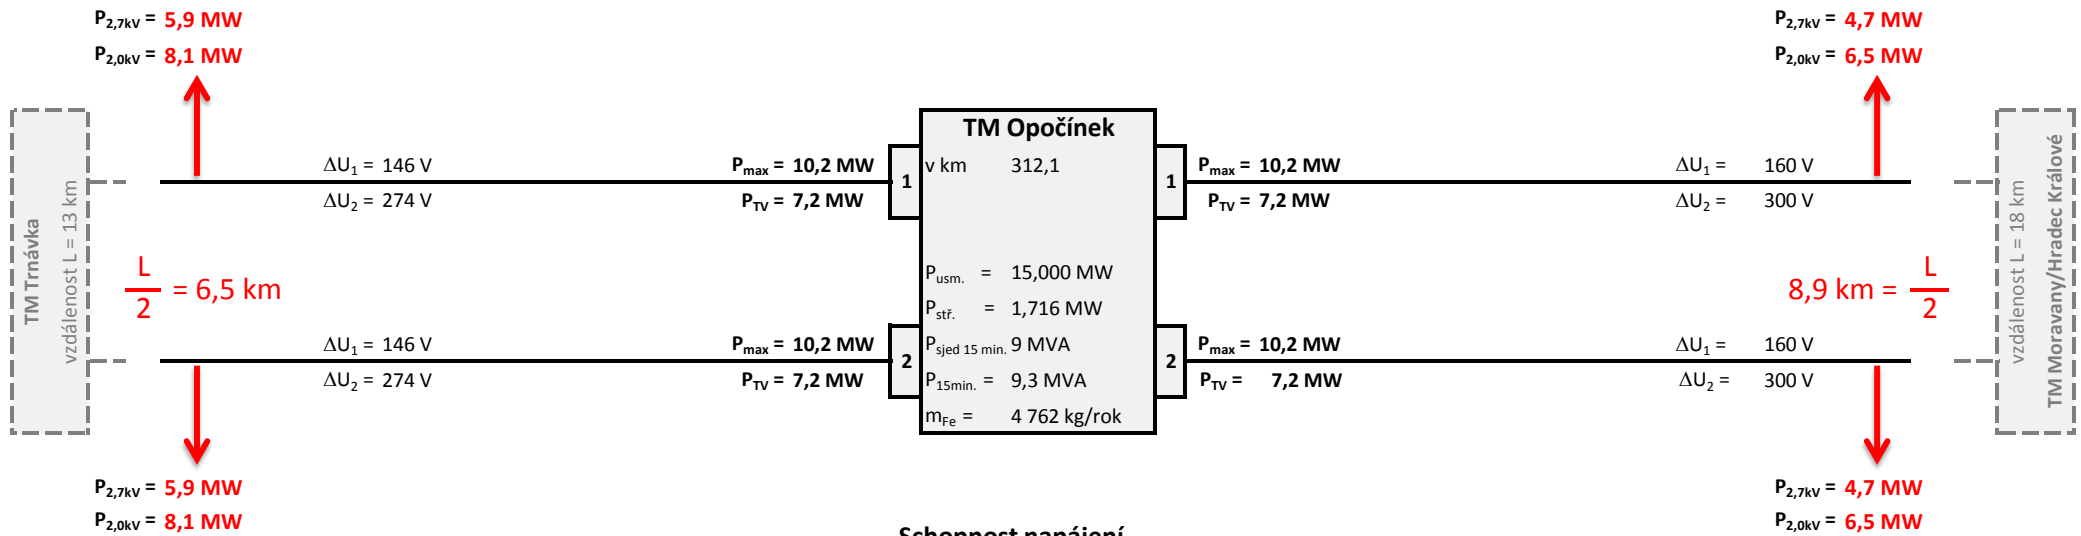 P2,7kV = 5,9 MW
P2,0kV = 8,1 MW
P2,7kV = 4,7 MW
P2,0kV = 6,5 MW
TM Trnávka
vzdálenost L = 13 km
ΔU1 = 146 V
ΔU2 = 274 V
Pmax = 10,2 MW
PTV = 7,2 MW
1
TM Opočínek
v km 312,1
1
Pmax = 10,2 MW
PTV = 7,2 MW
ΔU1 = 160 V
ΔU2 = 300 V
vzdálenost L = 18 km
TM Moravany/Hradec Králové
L
2
= 6,5 km
Pusm. = 15,000 MW
Pstř. = 1,716 MW
Psjed 15 min. 9 MVA
P15min. = 9,3 MVA
mFe = 4 762 kg/rok
8,9 km =
L
2
ΔU1 = 146 V
ΔU2 = 274 V
Pmax = 10,2 MW
PTV = 7,2 MW
2
2
Pmax = 10,2 MW
PTV = 7,2 MW
ΔU1 = 160 V
ΔU2 = 300 V
P2,7kV = 5,9 MW
P2,0kV = 8,1 MW
P2,7kV = 4,7 MW
P2,0kV = 6,5 MW
Schopnost napájení